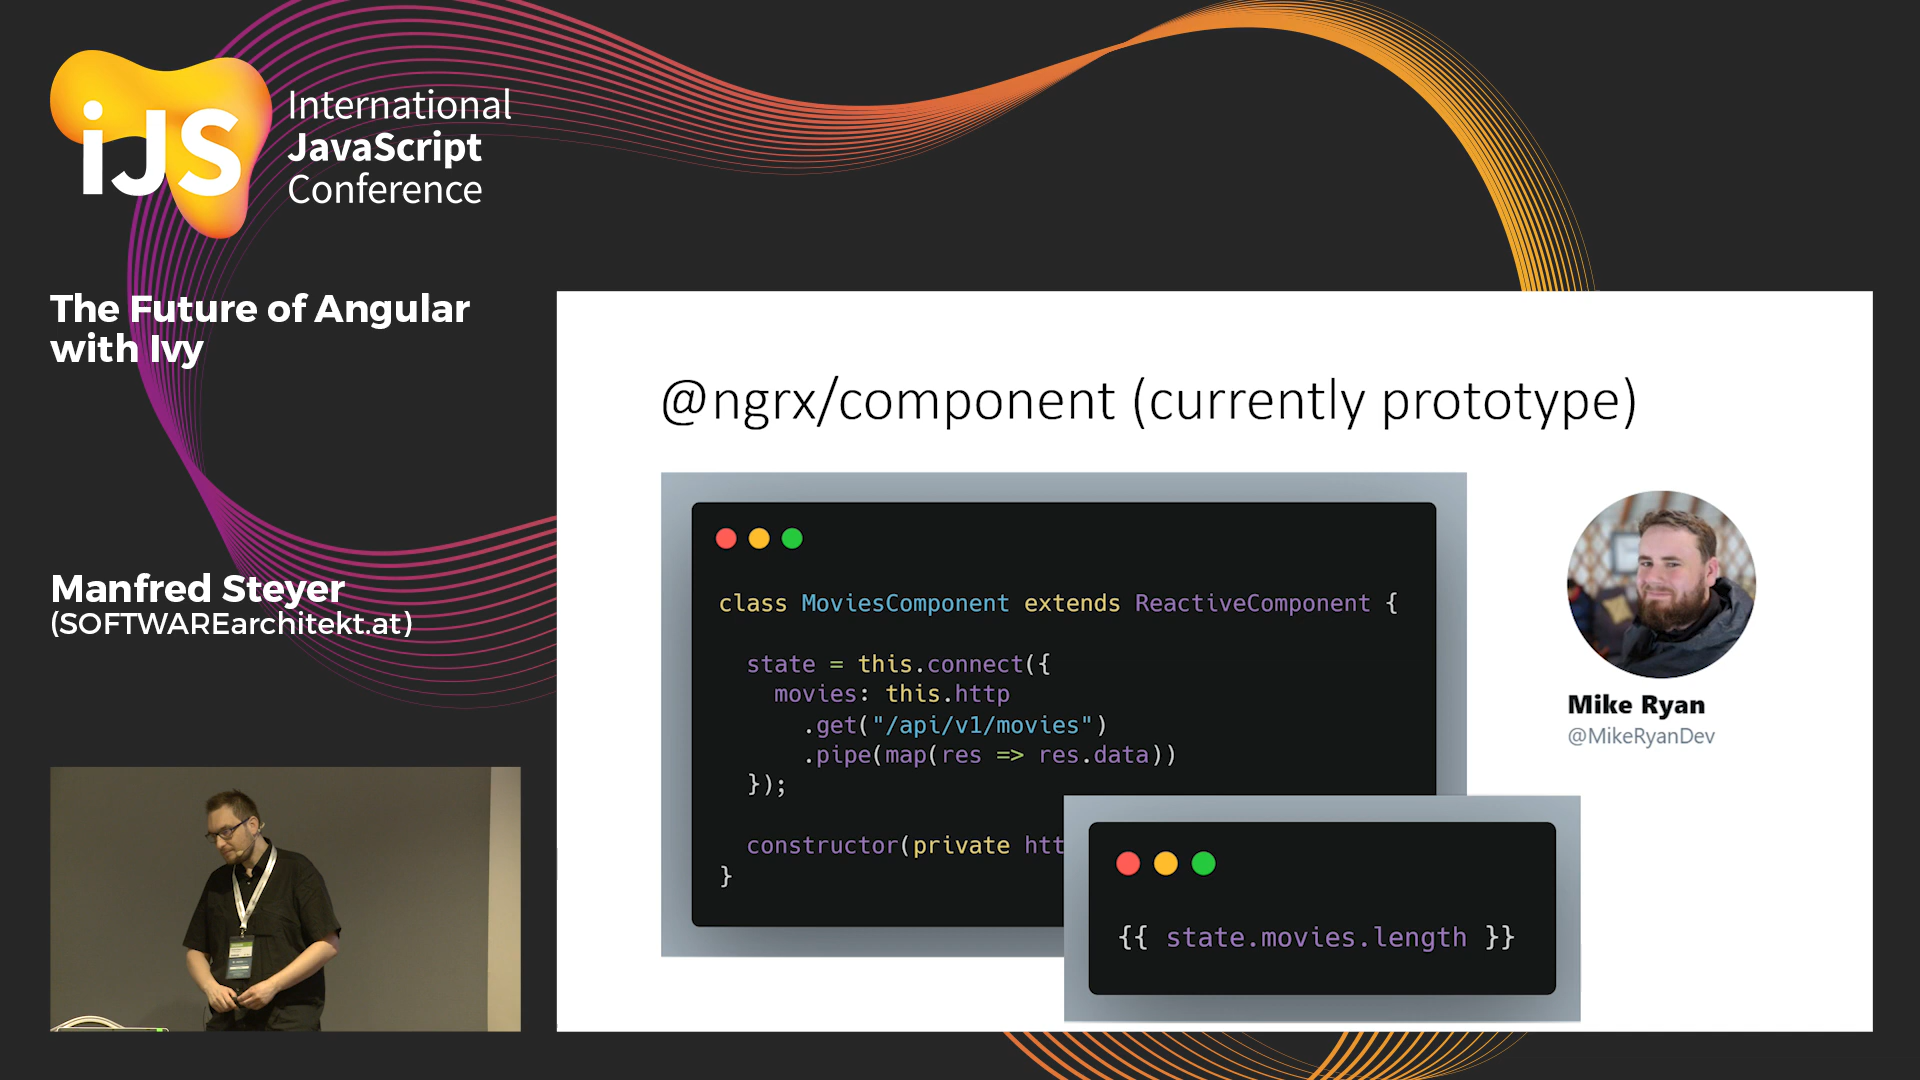 iJS
International
JavaScript
Conference
The Future of Angular
with Ivy
Manfred Steyer
(SOFTWAREarchitekt.at)
@ngrx/component (currently prototype)
class MoviesComponent extends ReactiveComponent {
state = this.connect({
movies: this.http
.get("/api/v1/movies")
.pipe(map(res => res.data))
});
constructor(private htt
}
{{ state.movies.length }}
Mike Ryan
@MikeRyanDev